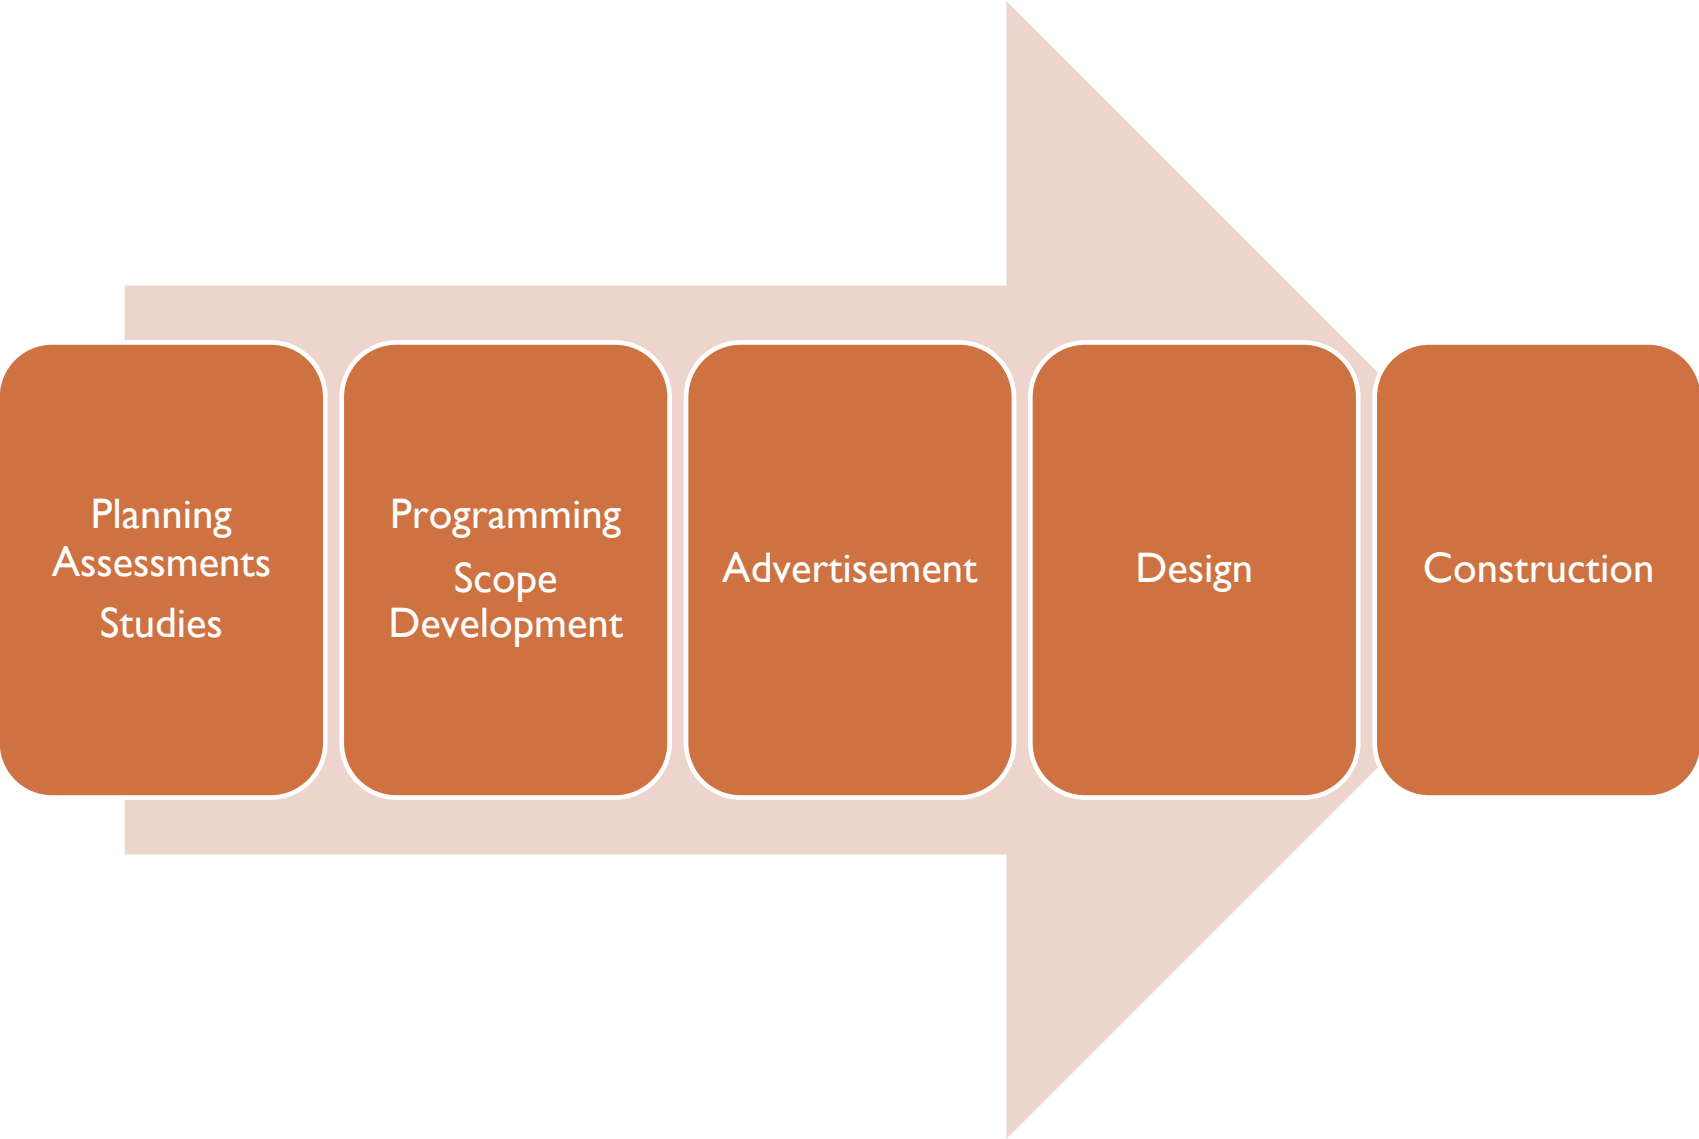 Planning
Assessments
Studies
Programming
Scope
Development
Advertisement
Design
Construction